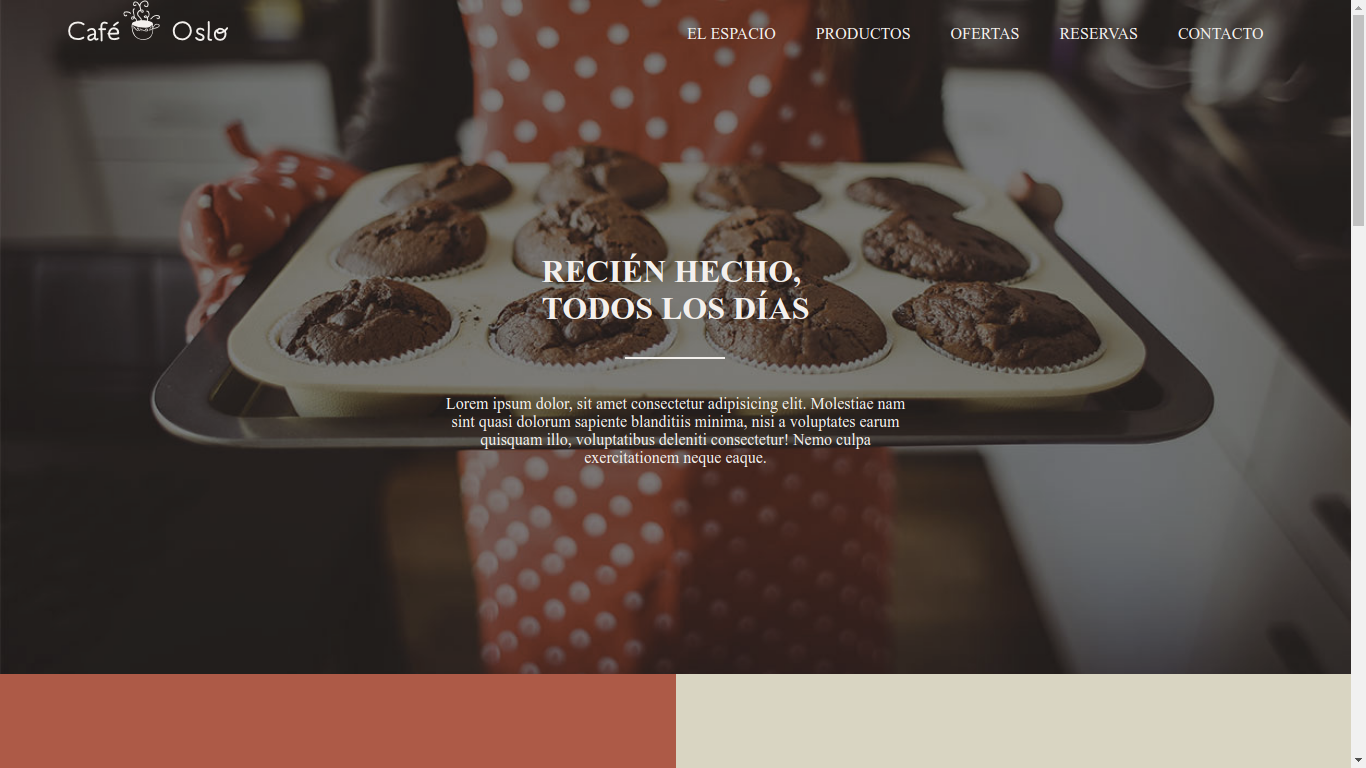 Café Oslo
EL ESPACIO PRODUCTOS OFERTAS RESERVAS CONTACTO
RECIÉN HECHO,
TODOS LOS DÍAS
Lorem ipsum dolor, sit amet consectetur adipisicing elit. Molestiae nam
sint quasi dolorum sapiente blanditiis minima, nisi a voluptates earum
quisquam illo, voluptatibus deleniti consectetur! Nemo culpa
exercitationem neque eaque.